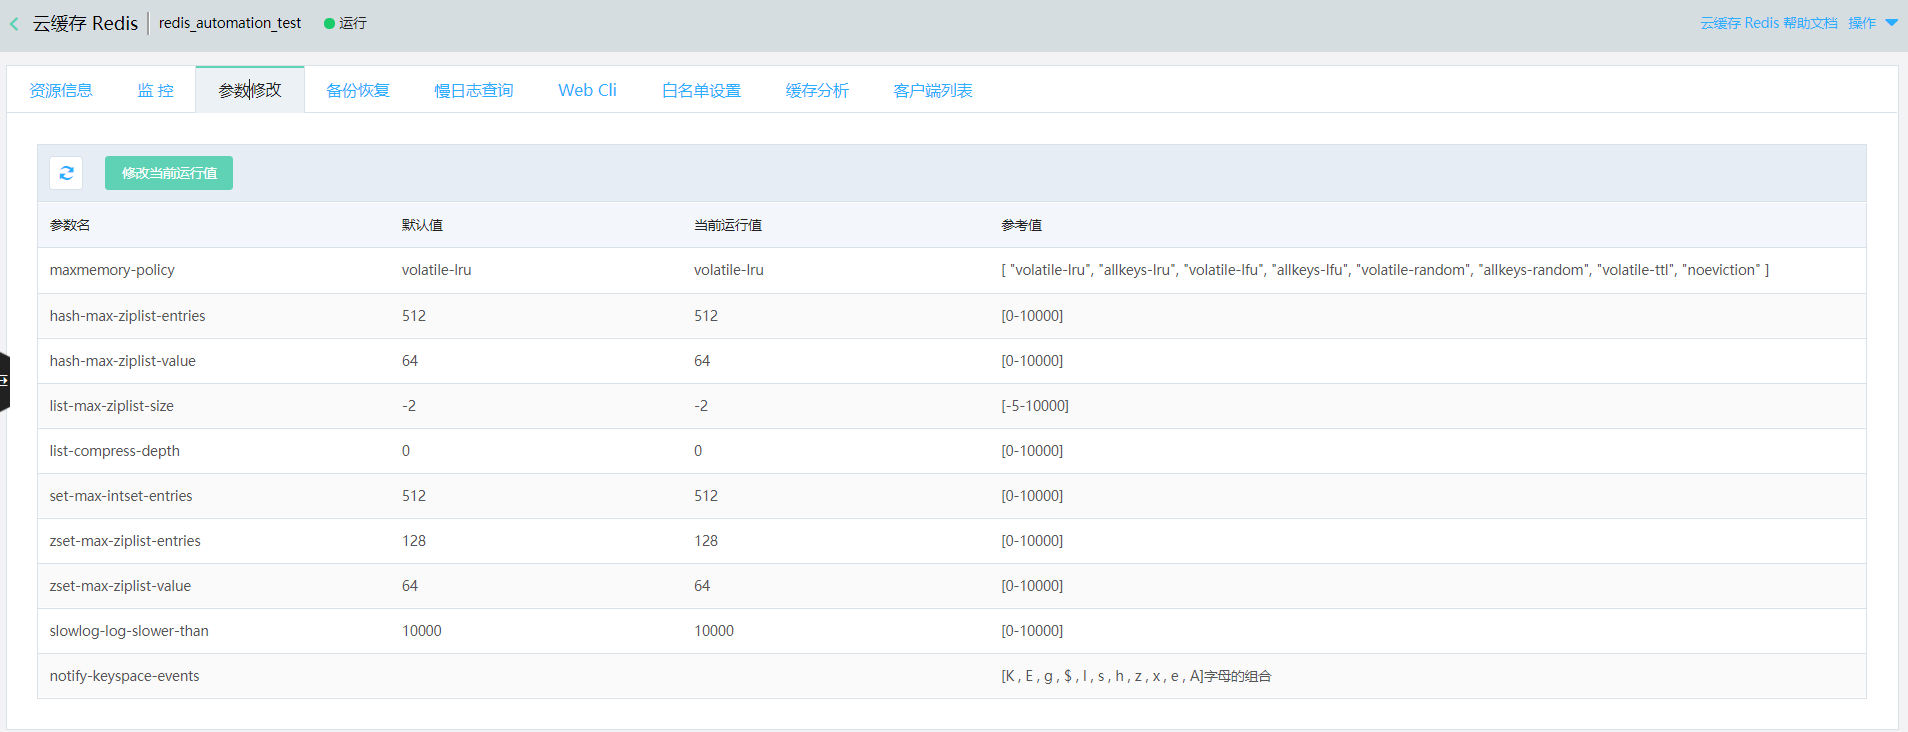 云缓存 Redis redis_automation_test 运行 云缓存 Redis 帮助文档 操作
资源信息 监 控 参数修改 备份恢复 慢日志查询 Web Cli 白名单设置 缓存分析 客户端列表
修改当前运行值
参数名 默认值 当前运行值 参考值
maxmemory-policy volatile-lru volatile-lru [ "volatile-lru", "allkeys-lru", "volatile-lfu", "allkeys-lfu", "volatile-random", "allkeys-random", "volatile-ttl", "noeviction" ]
hash-max-ziplist-entries 512 512 [0-10000]
hash-max-ziplist-value 64 64 [0-10000]
list-max-ziplist-size -2 -2 [-5-10000]
list-compress-depth 0 0 [0-10000]
set-max-intset-entries 512 512 [0-10000]
zset-max-ziplist-entries 128 128 [0-10000]
zset-max-ziplist-value 64 64 [0-10000]
slowlog-log-slower-than 10000 10000 [0-10000]
notify-keyspace-events [K , E , g , $ , l , s , h , z , x , e , A]字母的组合